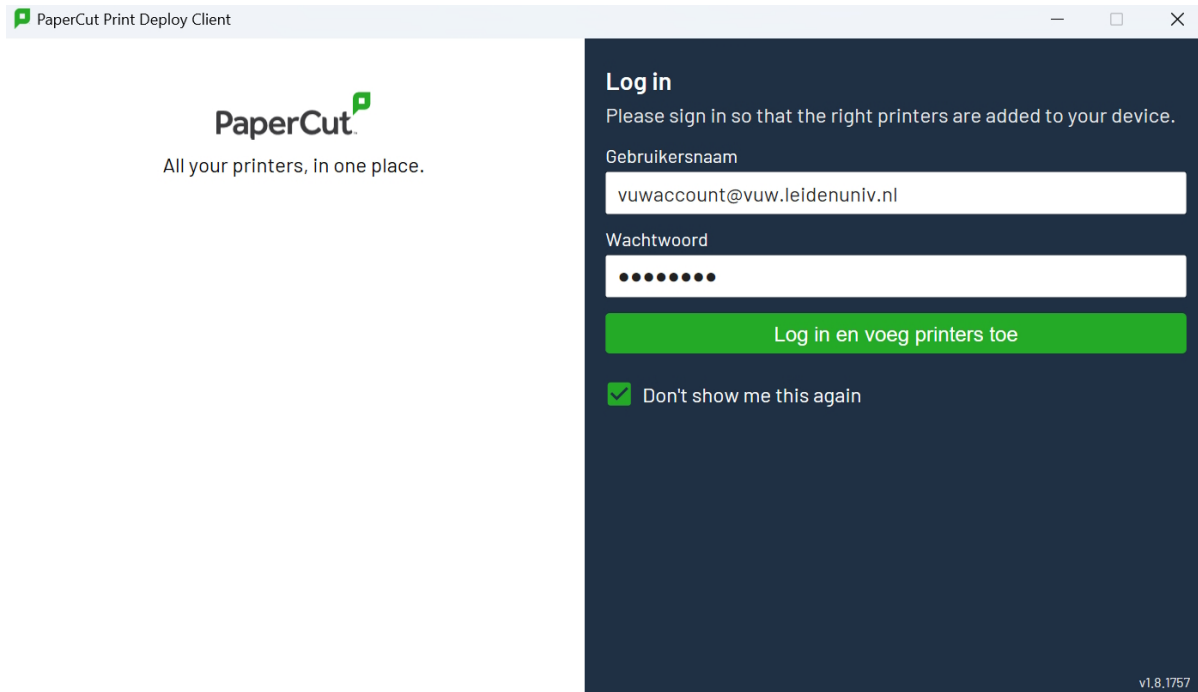 PaperCut Print Deploy Client
PaperCut™
All your printers, in one place.
Log in
Please sign in so that the right printers are added to your device.
Gebruikersnaam
vuwaccount@vuw.leidenuniv.nl
Wachtwoord
●●●●●●●●
Log in en voeg printers toe
Don't show me this again
v1.8.1757